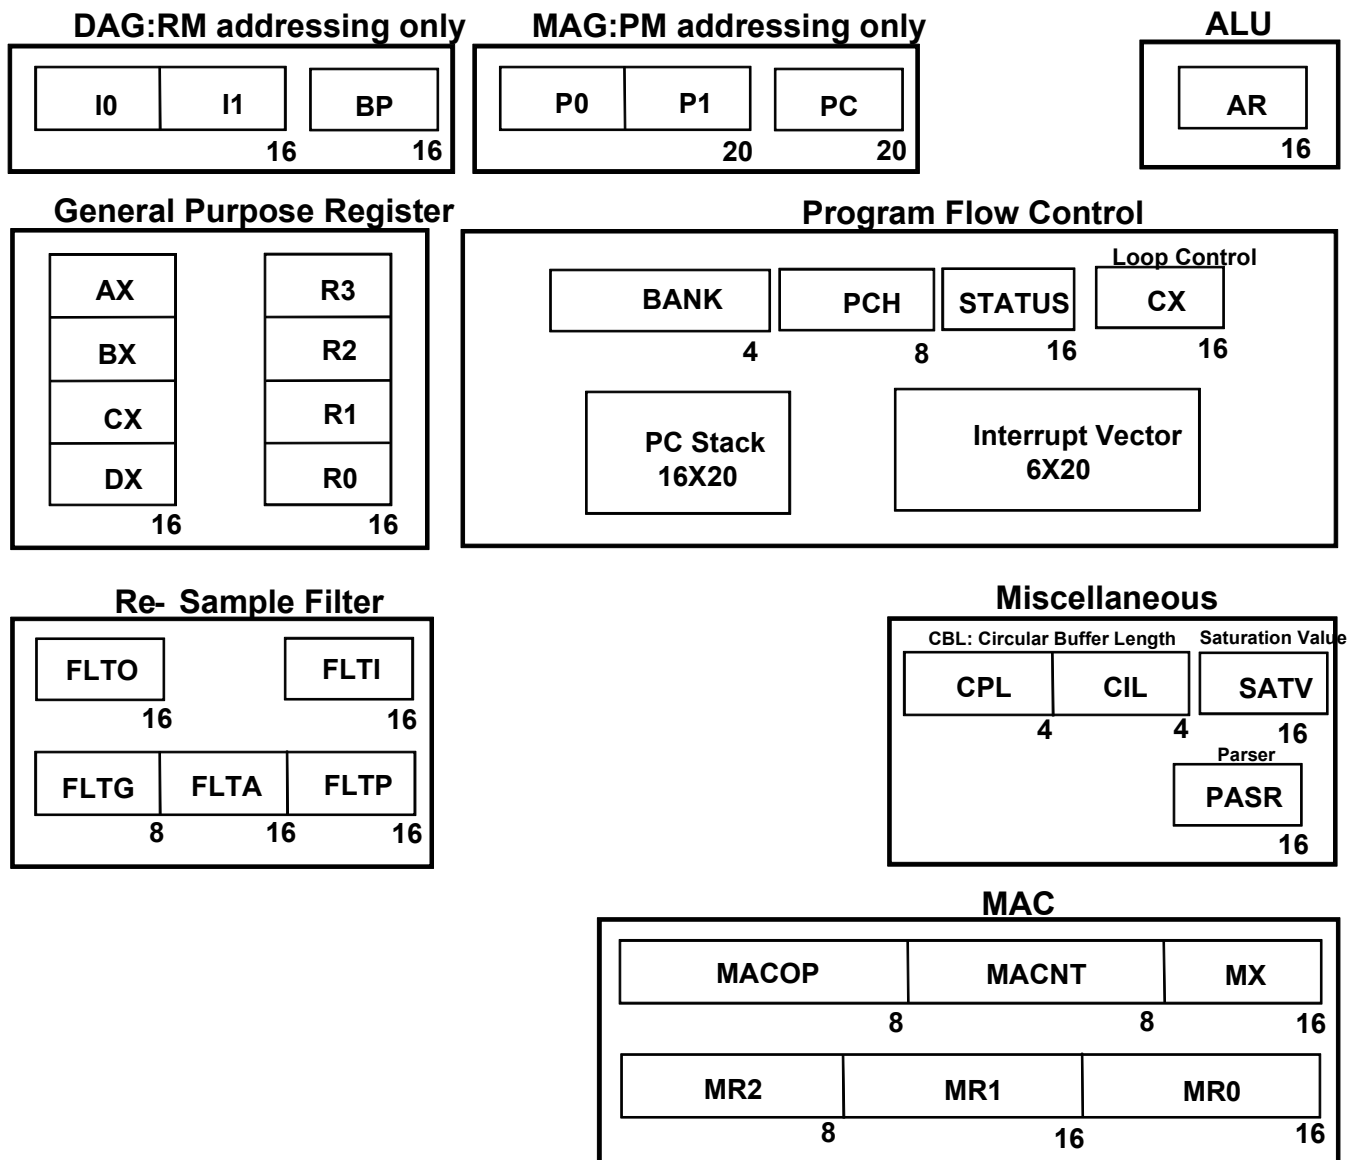 DAG:RM addressing only
MAG:PM addressing only
ALU
I0 I1 BP
16 16
P0 P1 PC
20 20
AR
16
General Purpose Register
Program Flow Control
AX
BX
CX
DX
16
R3
R2
R1
R0
16
Loop Control
BANK PCH STATUS CX
4 8 16 16
PC Stack
16X20
Interrupt Vector
6X20
Re- Sample Filter
FLTO FLTI
16 16
FLTG FLTA FLTP
8 16 16
Miscellaneous
CBL: Circular Buffer Length Saturation Value
CPL CIL SATV
4 4 16
Parser
PASR
16
MAC
MACOP MACNT MX
8 8 16
MR2 MR1 MR0
8 16 16